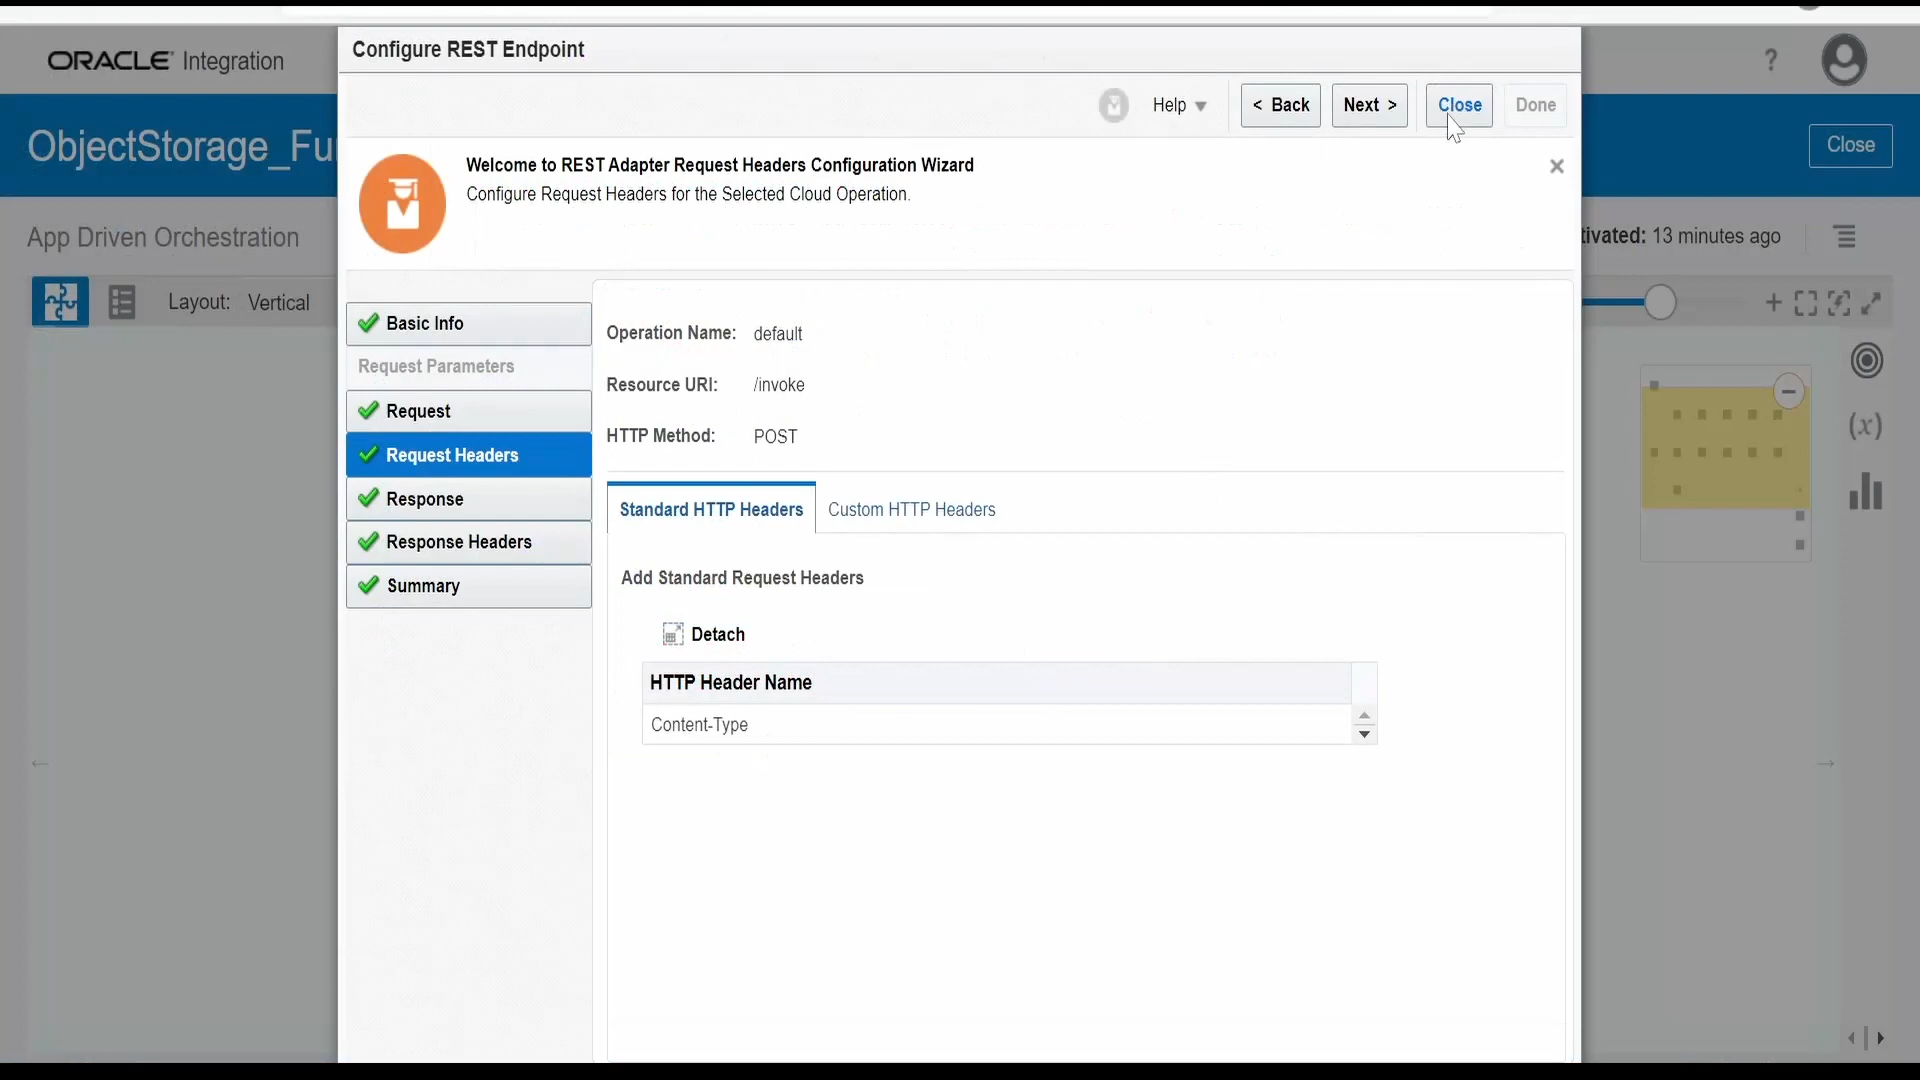 Configure REST Endpoint
ORACLE Integration
?
Help
< Back
Next >
Close
Done
ObjectStorage_Fu
Close
Welcome to REST Adapter Request Headers Configuration Wizard
Configure Request Headers for the Selected Cloud Operation.
App Driven Orchestration
tivated: 13 minutes ago
Layout: Vertical
Basic Info
Request Parameters
Request
Request Headers
Response
Response Headers
Summary
Operation Name: default
Resource URI: /invoke
HTTP Method: POST
Standard HTTP Headers
Custom HTTP Headers
Add Standard Request Headers
Detach
HTTP Header Name
Content-Type
(x)